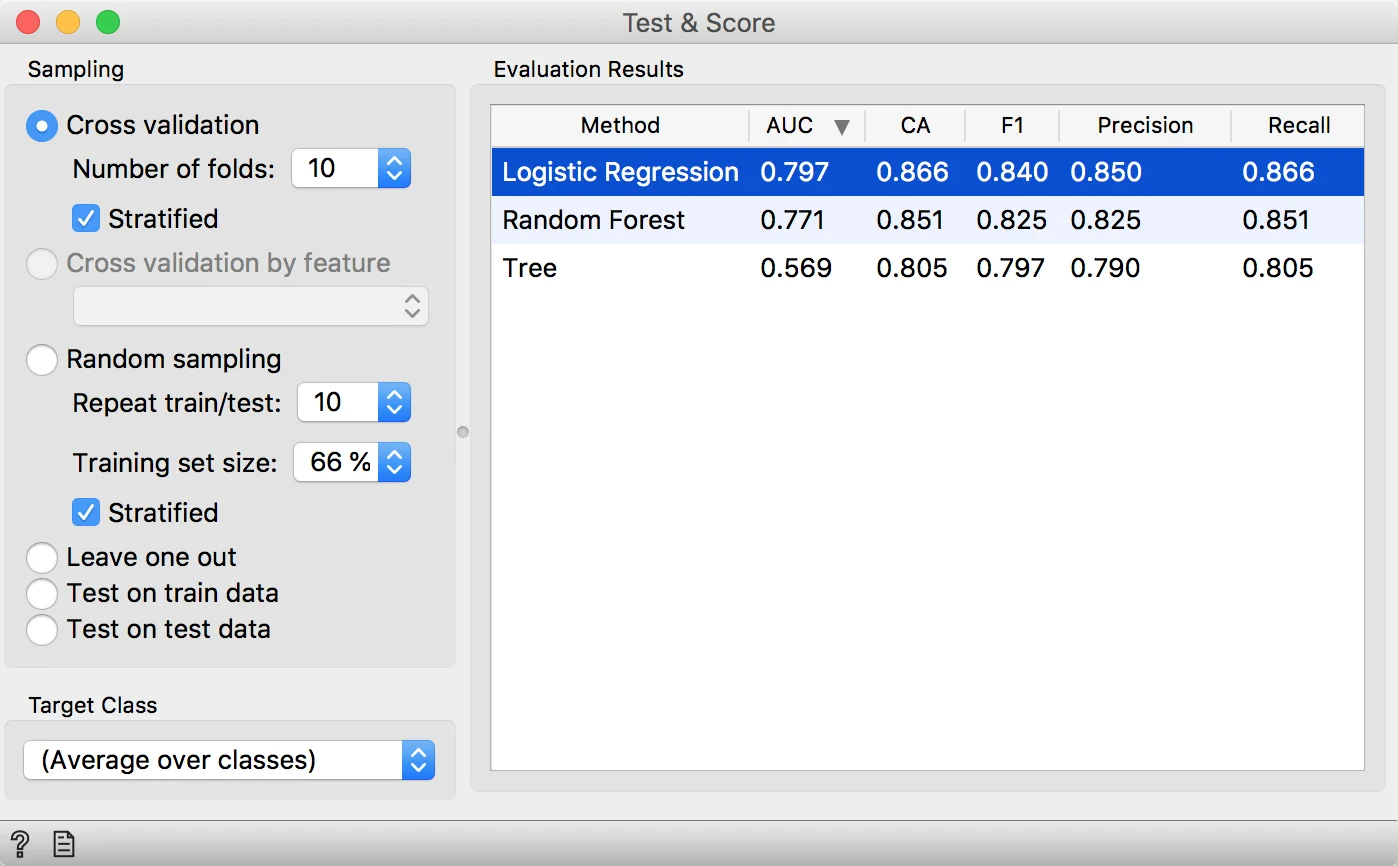 Test & Score
Sampling
Cross validation
Number of folds: 10
Stratified
Cross validation by feature
Random sampling
Repeat train/test: 10
Training set size: 66 %
Stratified
Leave one out
Test on train data
Test on test data
Target Class
(Average over classes)
Evaluation Results
Method AUC CA F1 Precision Recall
Logistic Regression 0.797 0.866 0.840 0.850 0.866
Random Forest 0.771 0.851 0.825 0.825 0.851
Tree 0.569 0.805 0.797 0.790 0.805
?